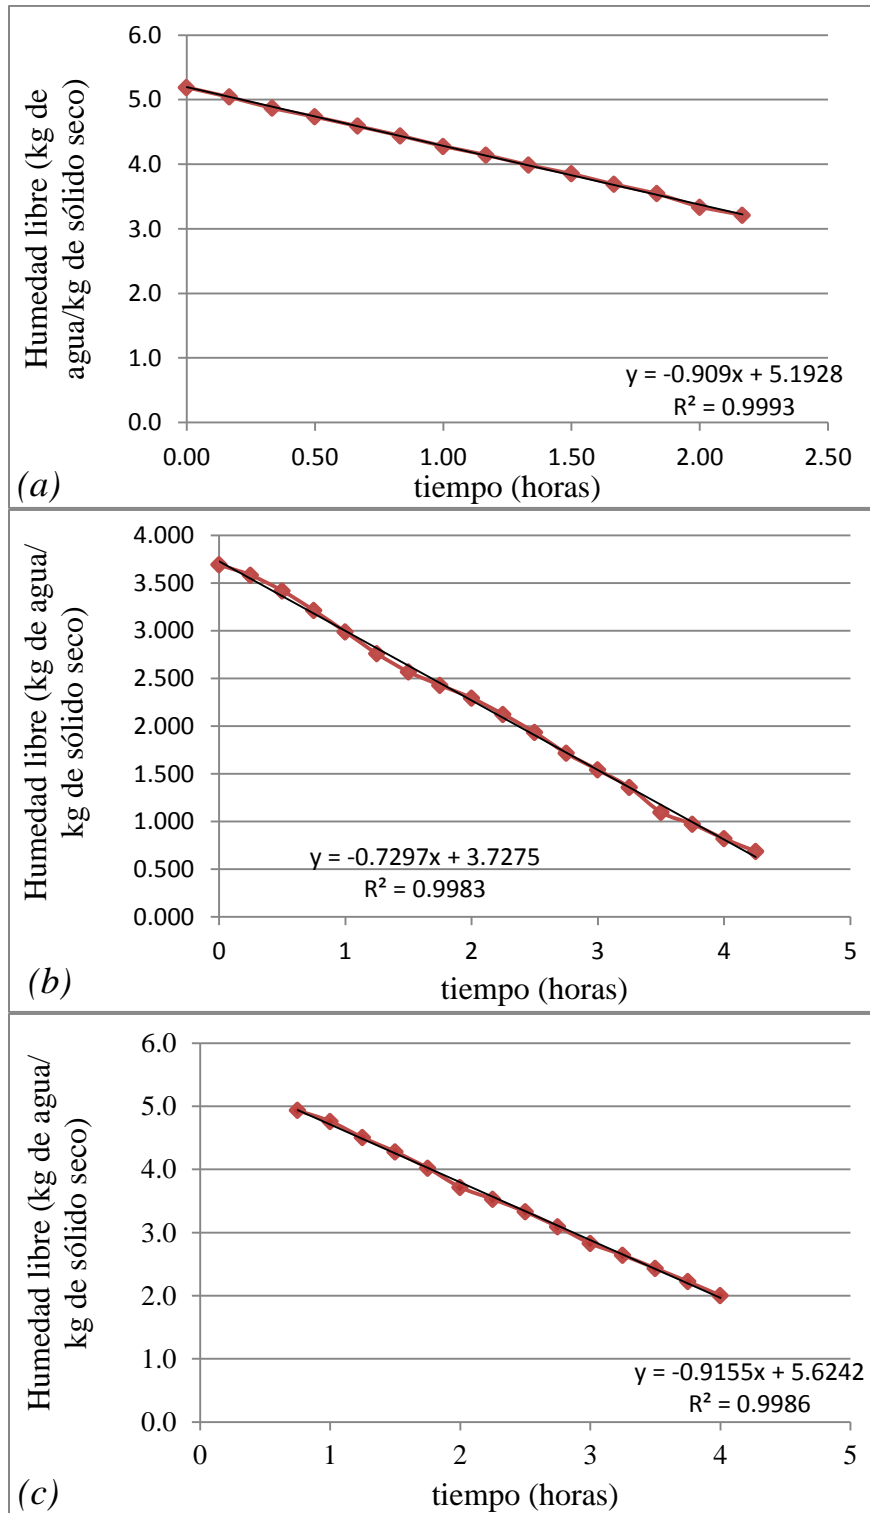 Humedad libre (kg de
agua/kg de sólido seco)
6.0
5.0
4.0
3.0
2.0
1.0
0.0
y = -0.909x + 5.1928
R² = 0.9993
0.00 0.50 1.00 1.50 2.00 2.50
tiempo (horas)
(a)
Humedad libre (kg de agua/
kg de sólido seco)
4.000
3.500
3.000
2.500
2.000
1.500
1.000
0.500
0.000
y = -0.7297x + 3.7275
R² = 0.9983
0 1 2 3 4 5
tiempo (horas)
(b)
Humedad libre (kg de agua/
kg de sólido seco)
6.0
5.0
4.0
3.0
2.0
1.0
0.0
y = -0.9155x + 5.6242
R² = 0.9986
0 1 2 3 4 5
tiempo (horas)
(c)